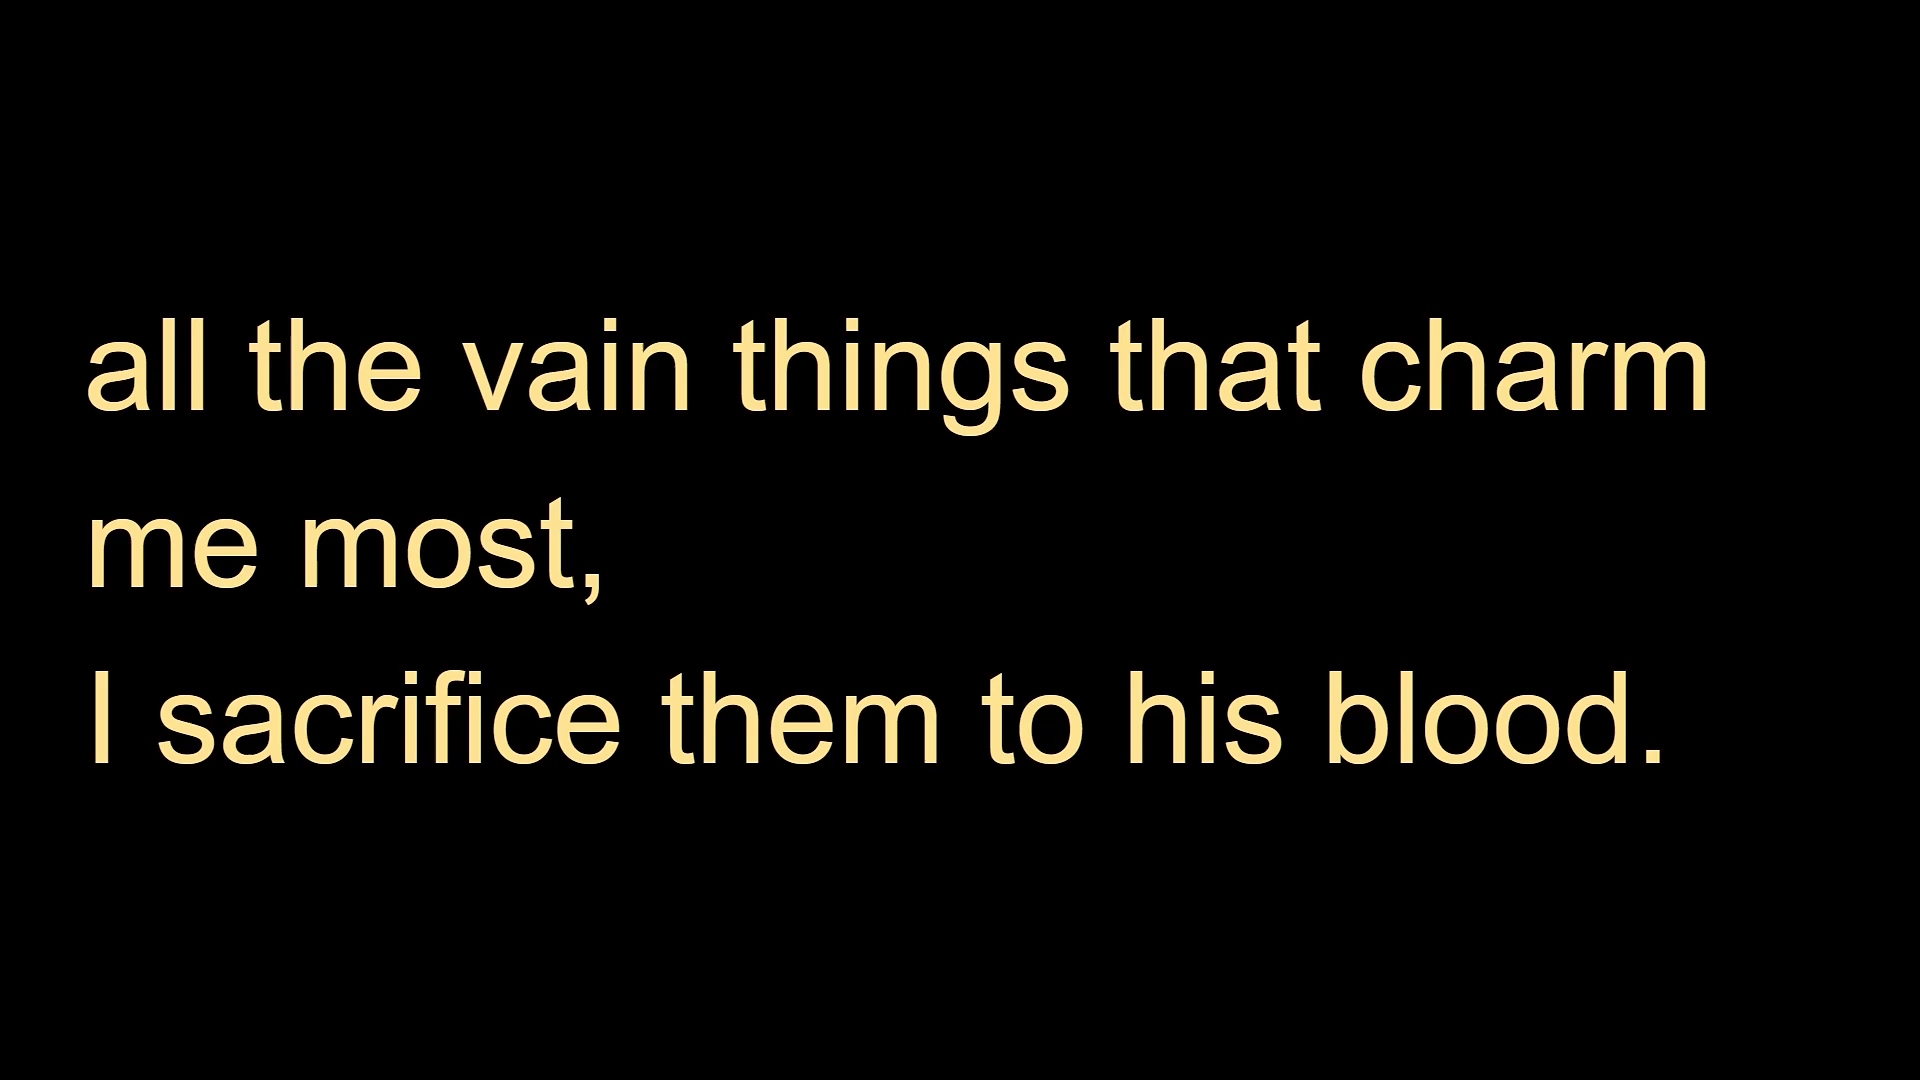 all the vain things that charm
me most,
I sacrifice them to his blood.